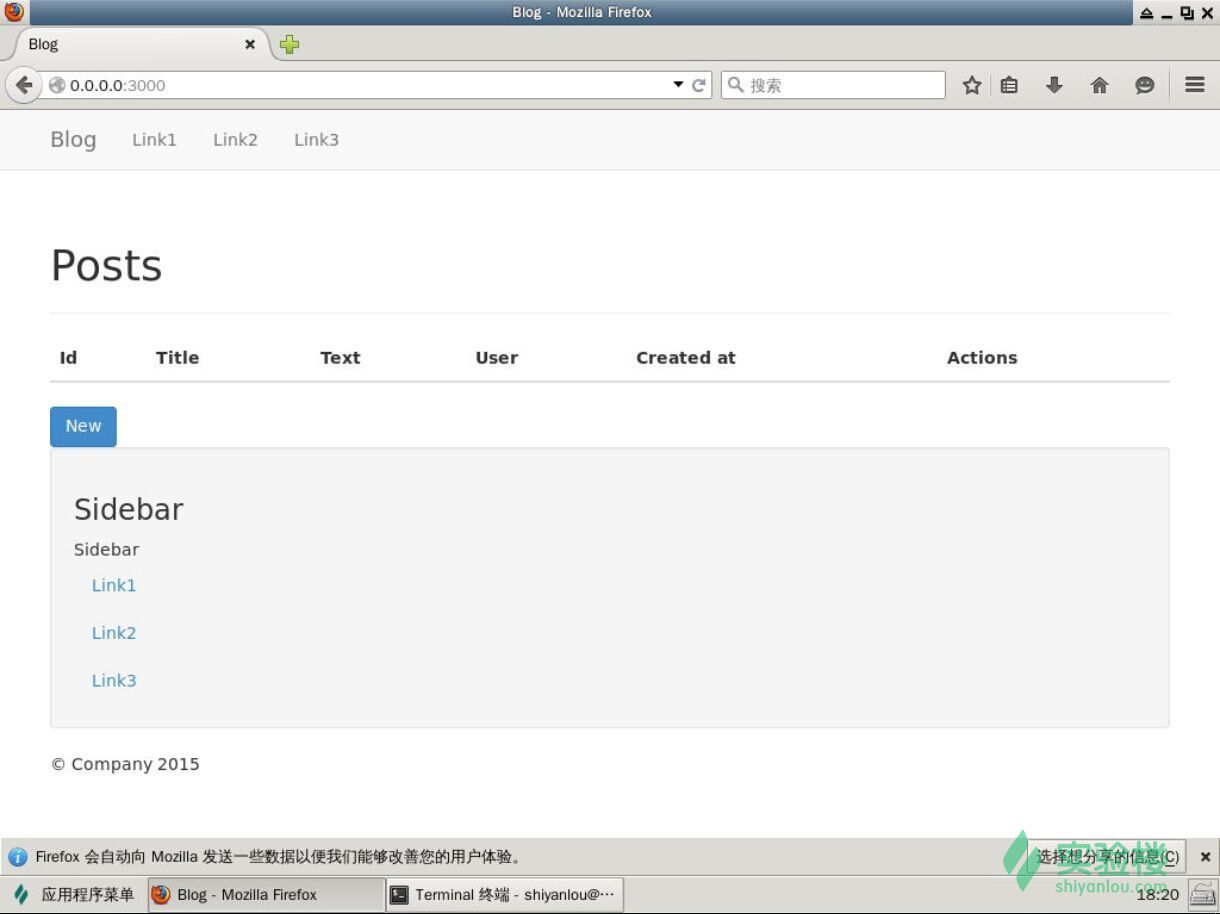 Blog - Mozilla Firefox
Blog
0.0.0.0:3000 搜索
Blog Link1 Link2 Link3
Posts
Id Title Text User Created at Actions
New
Sidebar
Sidebar
Link1
Link2
Link3
© Company 2015
Firefox 会自动向 Mozilla 发送一些数据以便我们能够改善您的用户体验。 选择想分享的信息(C)
实验楼
shiyanlou.com
应用程序菜单 Blog - Mozilla Firefox Terminal 终端 - shiyanlou@··· 18:20